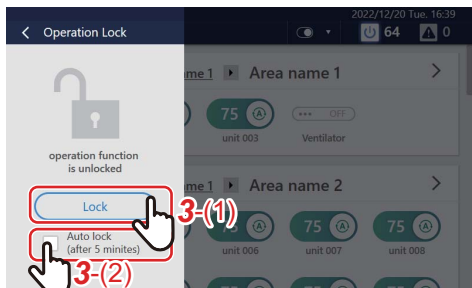 2022/12/20 Tue. 16:39
Operation Lock
64
0
me 1 Area name 1
75
OFF
unit 003
Ventilator
operation function
is unlocked
me 1 Area name 2
Lock
3-(1)
75 75 75
Auto lock
(after 5 minites)
unit 006 unit 007 unit 008
3-(2)